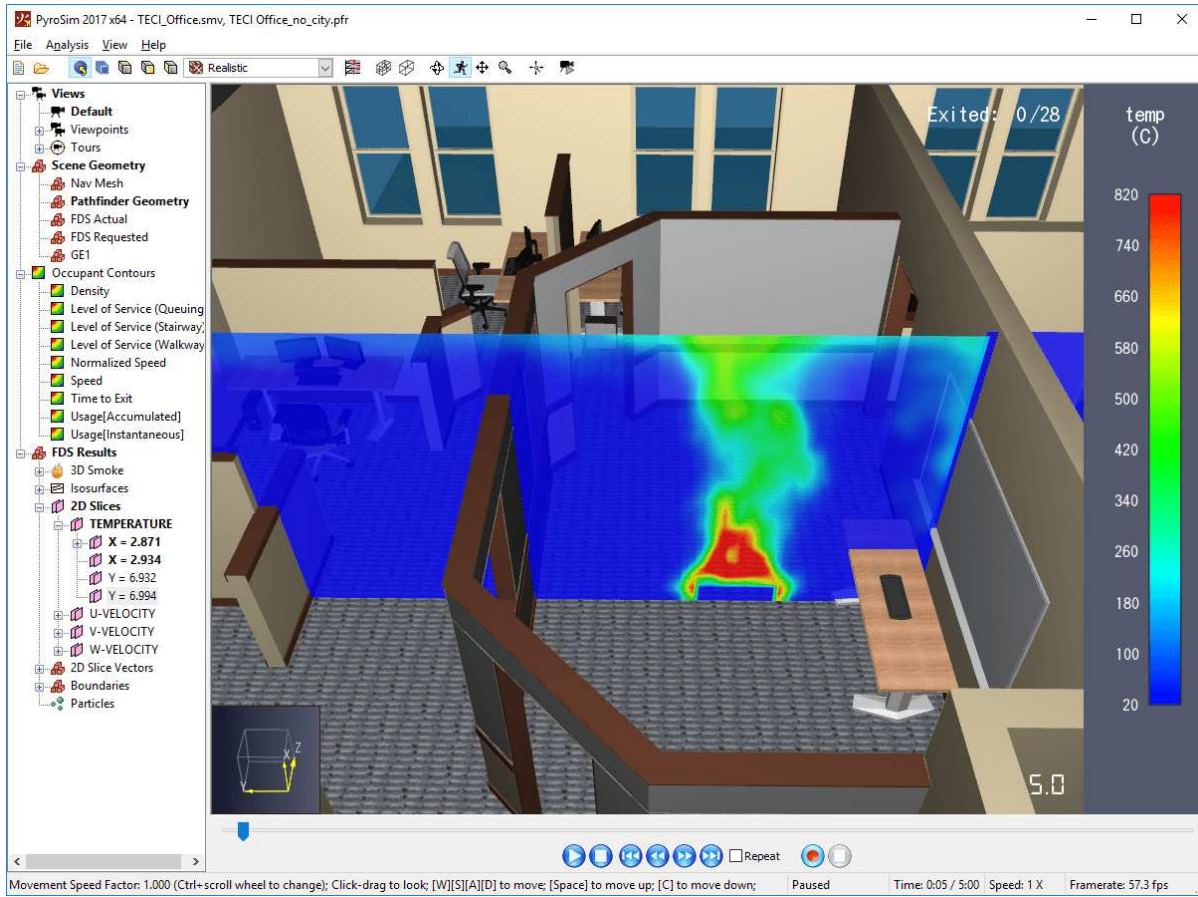 PyroSim 2017 x64 - TECI_Office.smv, TECI Office_no_city.pfr
File Analysis View Help
Realistic
Views
Default
Viewpoints
Tours
Scene Geometry
Nav Mesh
Pathfinder Geometry
FDS Actual
FDS Requested
GE1
Occupant Contours
Density
Level of Service (Queuing
Level of Service (Stairway)
Level of Service (Walkway
Normalized Speed
Speed
Time to Exit
Usage[Accumulated]
Usage[Instantaneous]
FDS Results
3D Smoke
Isosurfaces
2D Slices
TEMPERATURE
X = 2.871
X = 2.934
Y = 6.932
Y = 6.994
U-VELOCITY
V-VELOCITY
W-VELOCITY
2D Slice Vectors
Boundaries
Particles
Exited: 0/28
temp
(C)
820
740
660
580
500
420
340
260
180
100
20
X Z
Y
5.0
Repeat
Movement Speed Factor: 1.000 (Ctrl+scroll wheel to change); Click-drag to look; [W][S][A][D] to move; [Space] to move up; [C] to move down; Paused Time: 0:05 / 5:00 Speed: 1 X Framerate: 57.3 fps